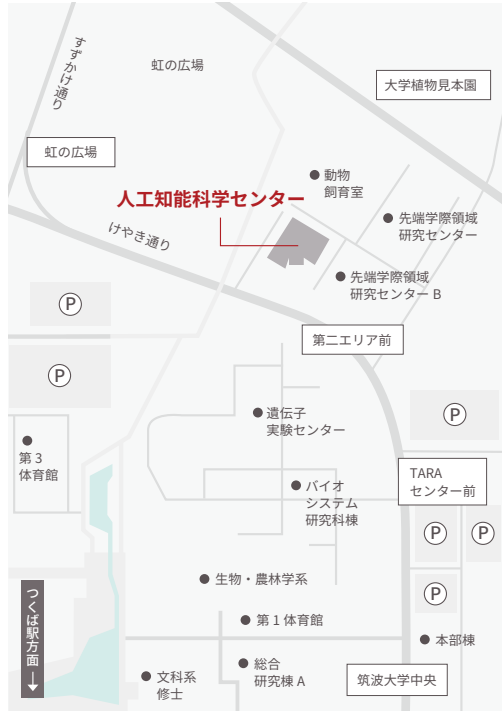 すずかけ通り
虹の広場
大学植物見本園
虹の広場
動物
飼育室
人工知能科学センター
先端学際領域
研究センター
けやき通り
先端学際領域
研究センター B
P
第二エリア前
P
遺伝子
実験センター
P
第 3
体育館
TARA
センター前
バイオ
システム
研究科棟
P
P
生物・農林学系
P
つくば駅方面
→
第 1 体育館
本部棟
総合
研究棟 A
文科系
修士
筑波大学中央